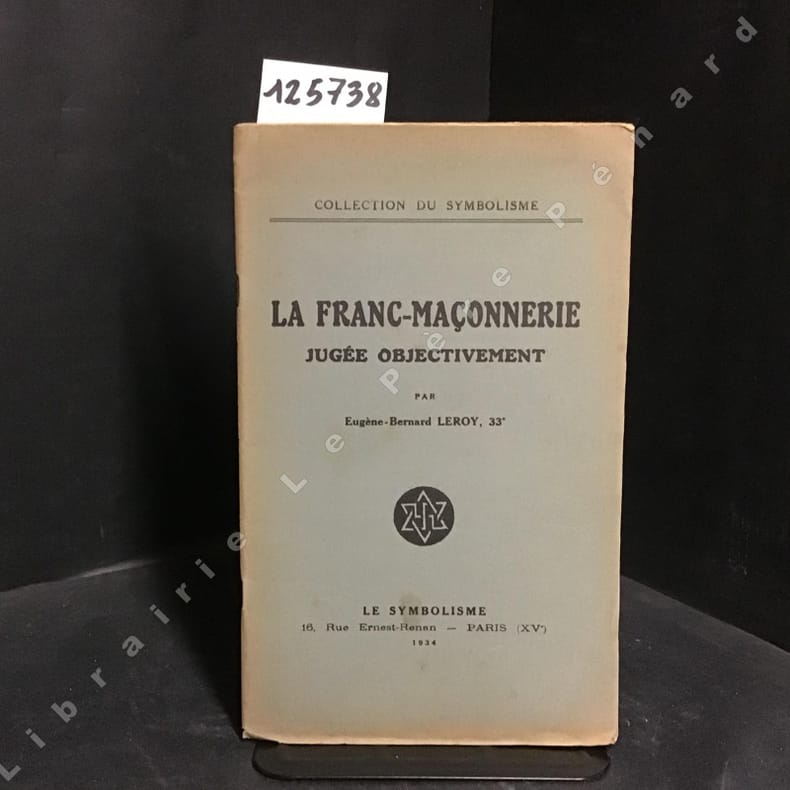 125738
COLLECTION DU SYMBOLISME
LA FRANC-MAÇONNERIE
JUGÉE OBJECTIVEMENT
PAR
Eugène-Bernard LEROY, 33ᵉ
LE SYMBOLISME
16, Rue Ernest-Renan — PARIS (XVᵉ)
1934
Librairie Le Père Pénard